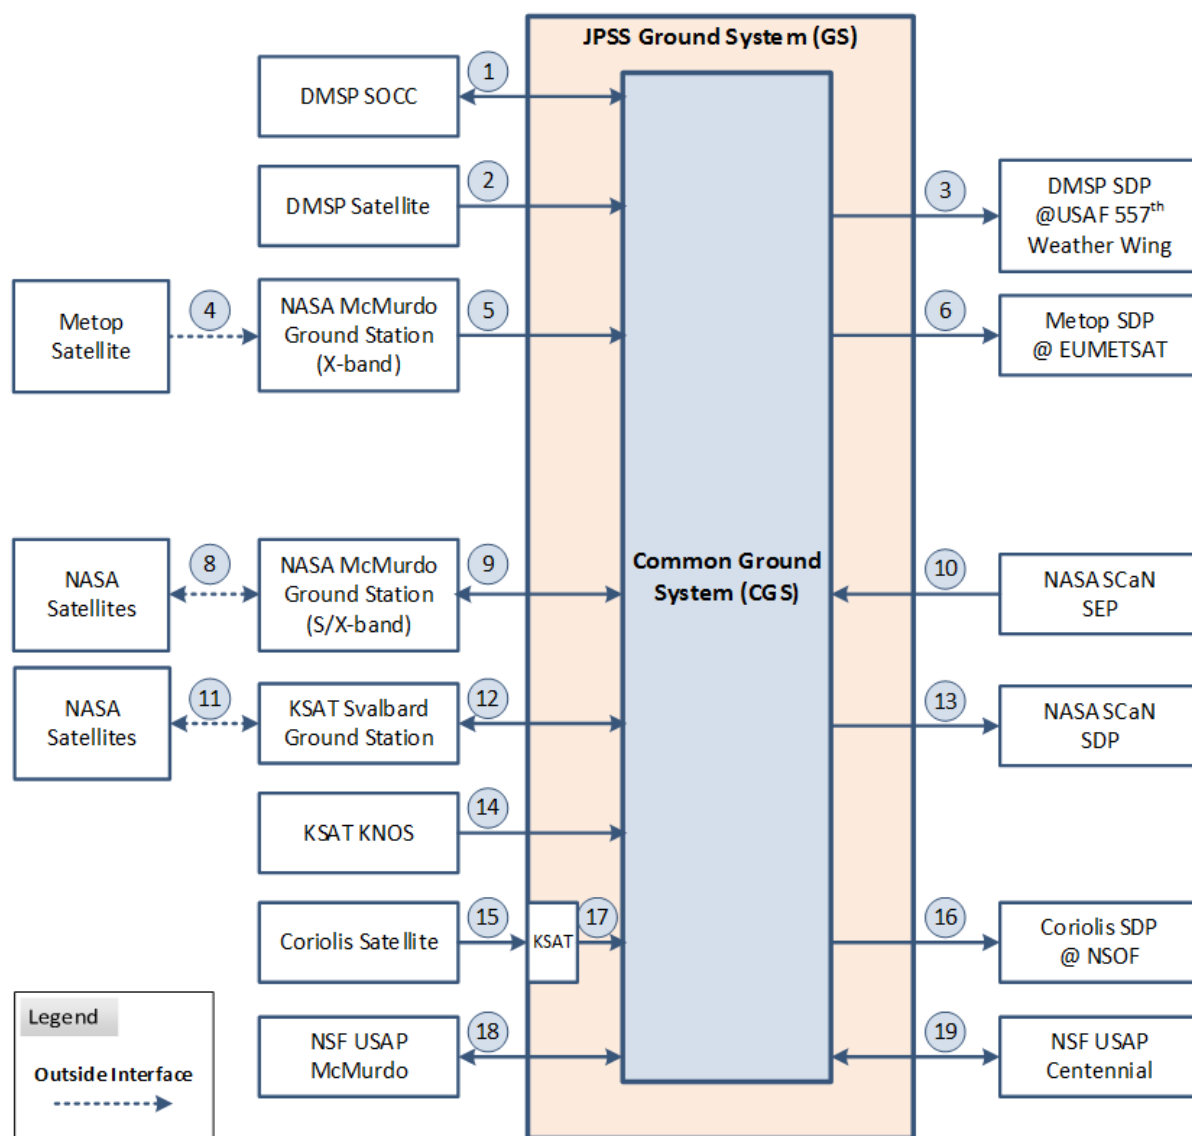 JPSS Ground System (GS)
1
DMSP SOCC
2
DMSP Satellite
3
DMSP SDP
@USAF 557th
Weather Wing
4
Metop
Satellite
NASA McMurdo
Ground Station
(X-band)
5
6
Metop SDP
@ EUMETSAT
Common Ground
System (CGS)
8
NASA
Satellites
NASA McMurdo
Ground Station
(S/X-band)
9
10
NASA SCaN
SEP
11
NASA
Satellites
KSAT Svalbard
Ground Station
12
13
NASA SCaN
SDP
14
KSAT KNOS
15
Coriolis Satellite
KSAT
17
16
Coriolis SDP
@ NSOF
Legend
Outside Interface
NSF USAP
McMurdo
18
19
NSF USAP
Centennial